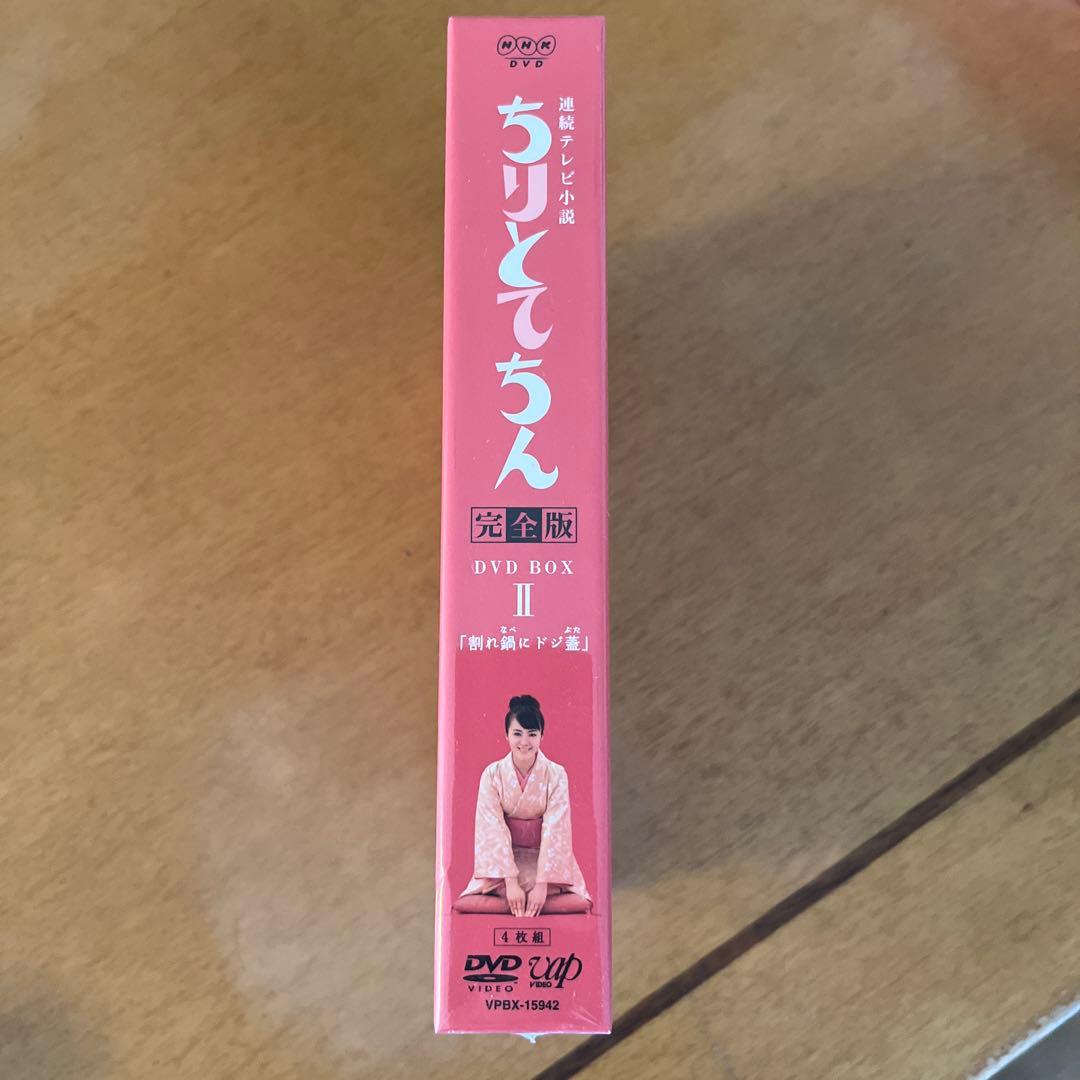 NHK
DVD
連続テレビ小説
ちりとてちん
完全版
DVD BOX
II
「割れ鍋にドジ蓋」
なべ
ぶた
4枚組
DVD
VIDEO
vap
VIDEO
VPBX-15942